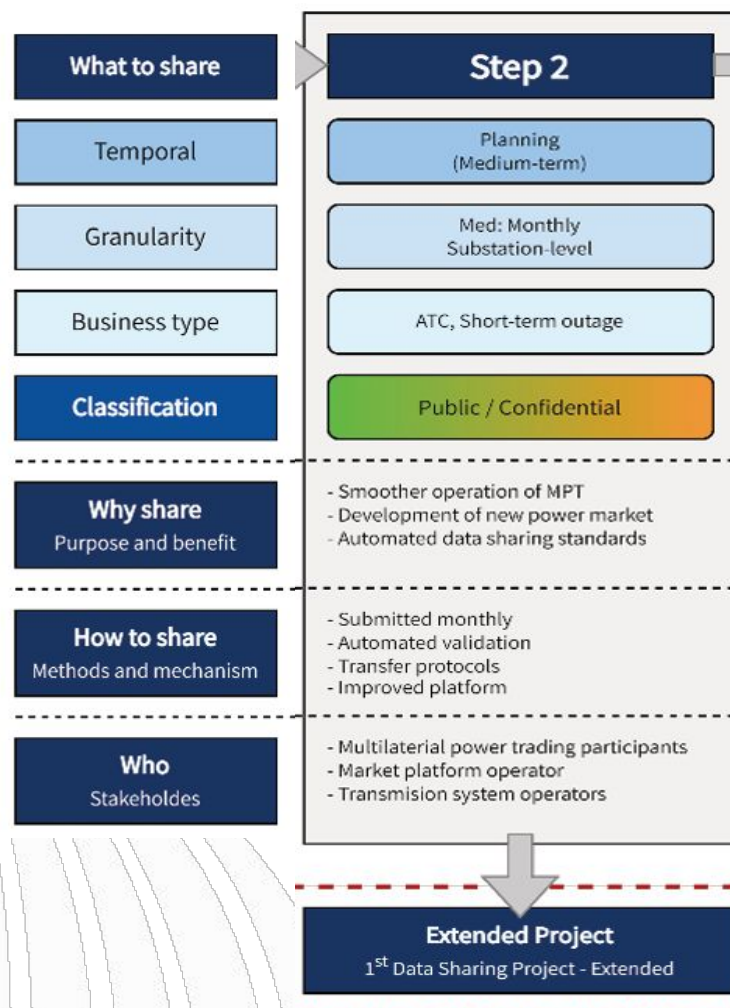 What to share
Step 2
Temporal
Planning
(Medium-term)
Granularity
Med: Monthly
Substation-level
Business type
ATC, Short-term outage
Classification
Public / Confidential
Why share
Purpose and benefit
- Smoother operation of MPT
- Development of new power market
- Automated data sharing standards
How to share
Methods and mechanism
- Submitted monthly
- Automated validation
- Transfer protocols
- Improved platform
Who
Stakeholdes
- Multilaterial power trading participants
- Market platform operator
- Transmision system operators
Extended Project
1st Data Sharing Project - Extended